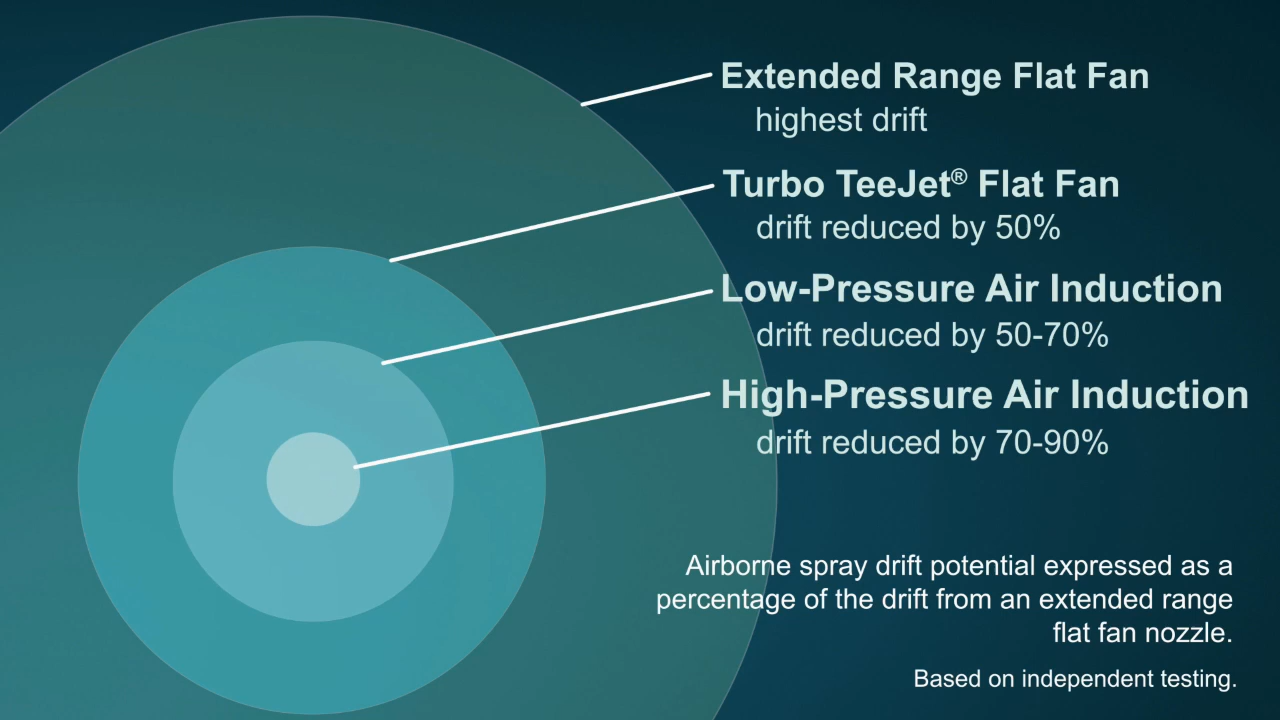 Extended Range Flat Fan
highest drift
Turbo TeeJet® Flat Fan
drift reduced by 50%
Low-Pressure Air Induction
drift reduced by 50-70%
High-Pressure Air Induction
drift reduced by 70-90%
Airborne spray drift potential expressed as a
percentage of the drift from an extended range
flat fan nozzle.
Based on independent testing.